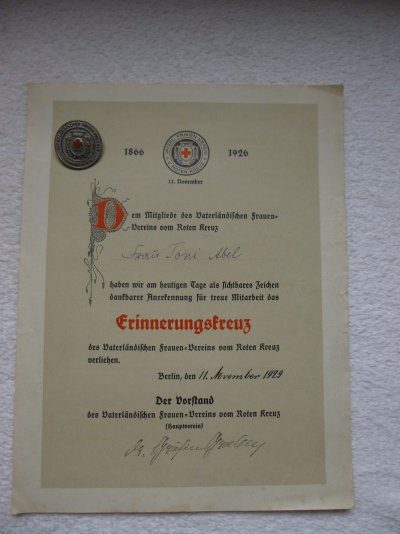 1866 1926
11. November
Dem Mitgliede des Vaterländischen Frauen-
Vereins vom Roten Kreuz
Frau Toni Abel
haben wir am heutigen Tage als sichtbares Zeichen
dankbarer Anerkennung für treue Mitarbeit das
Erinnerungskreuz
des Vaterländischen Frauen-Vereins vom Roten Kreuz
verliehen.
Berlin, den 11. November 1929
Der Vorstand
des Vaterländischen Frauen-Vereins vom Roten Kreuz
(Hauptverein)